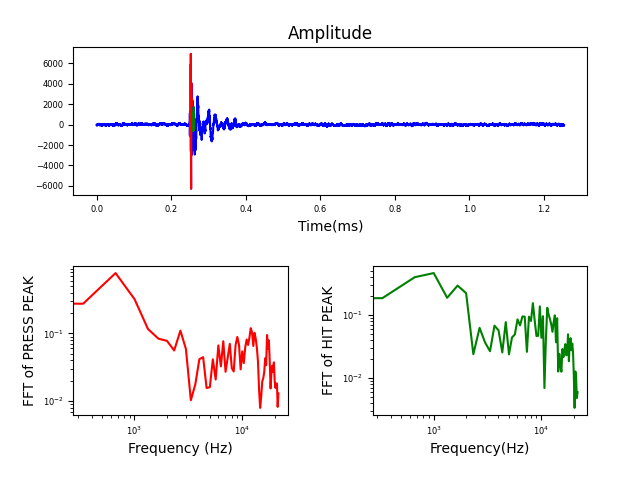 Amplitude
6000
4000
2000
0
−2000
−4000
−6000
0.0 0.2 0.4 0.6 0.8 1.0 1.2
Time(ms)
FFT of PRESS PEAK
10⁻¹
10⁻²
10³ 10⁴
Frequency (Hz)
FFT of HIT PEAK
10⁻¹
10⁻²
10³ 10⁴
Frequency(Hz)